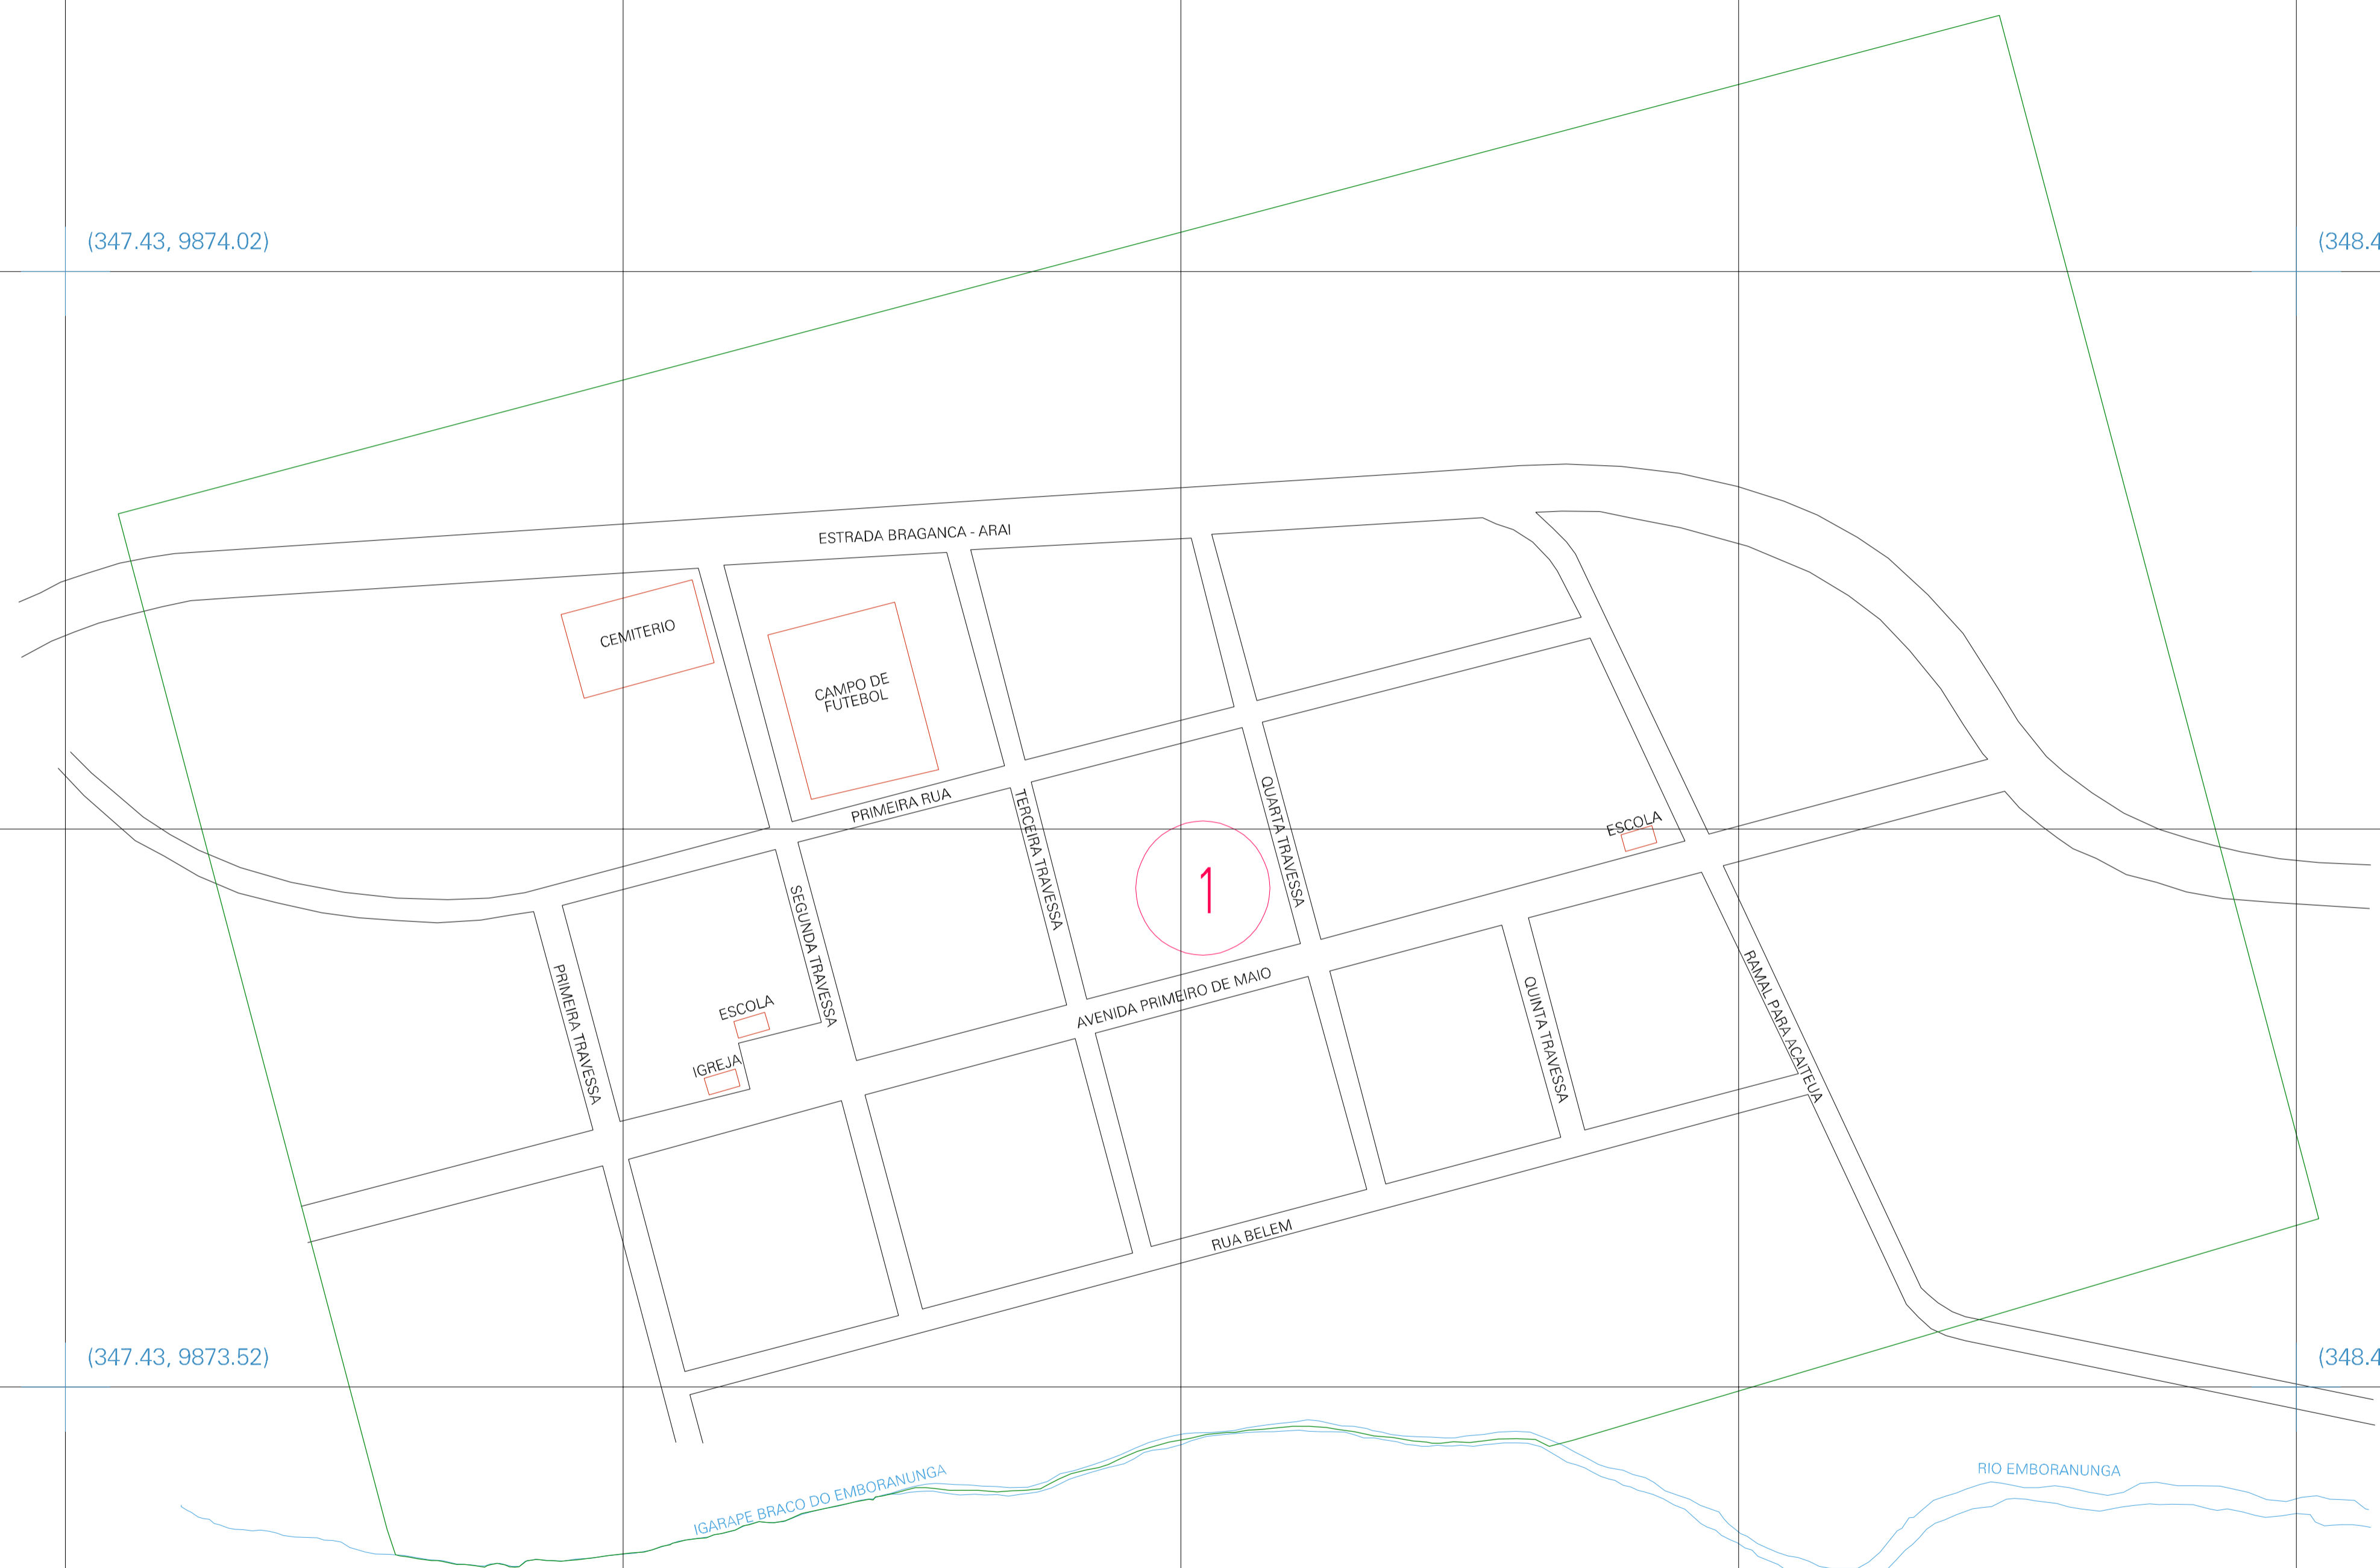 (347.43, 9874.02)
(348.4
ESTRADA BRAGANCA - ARAI
CEMITERIO
CAMPO DE
FUTEBOL
PRIMEIRA RUA
TERCEIRA TRAVESSA
QUARTA TRAVESSA
ESCOLA
1
SEGUNDA TRAVESSA
PRIMEIRA TRAVESSA
ESCOLA
IGREJA
AVENIDA PRIMEIRO DE MAIO
QUINTA TRAVESSA
RAMAL PARA ACAITEUA
RUA BELEM
(347.43, 9873.52)
(348.4
IGARAPE BRACO DO EMBORANUNGA
RIO EMBORANUNGA